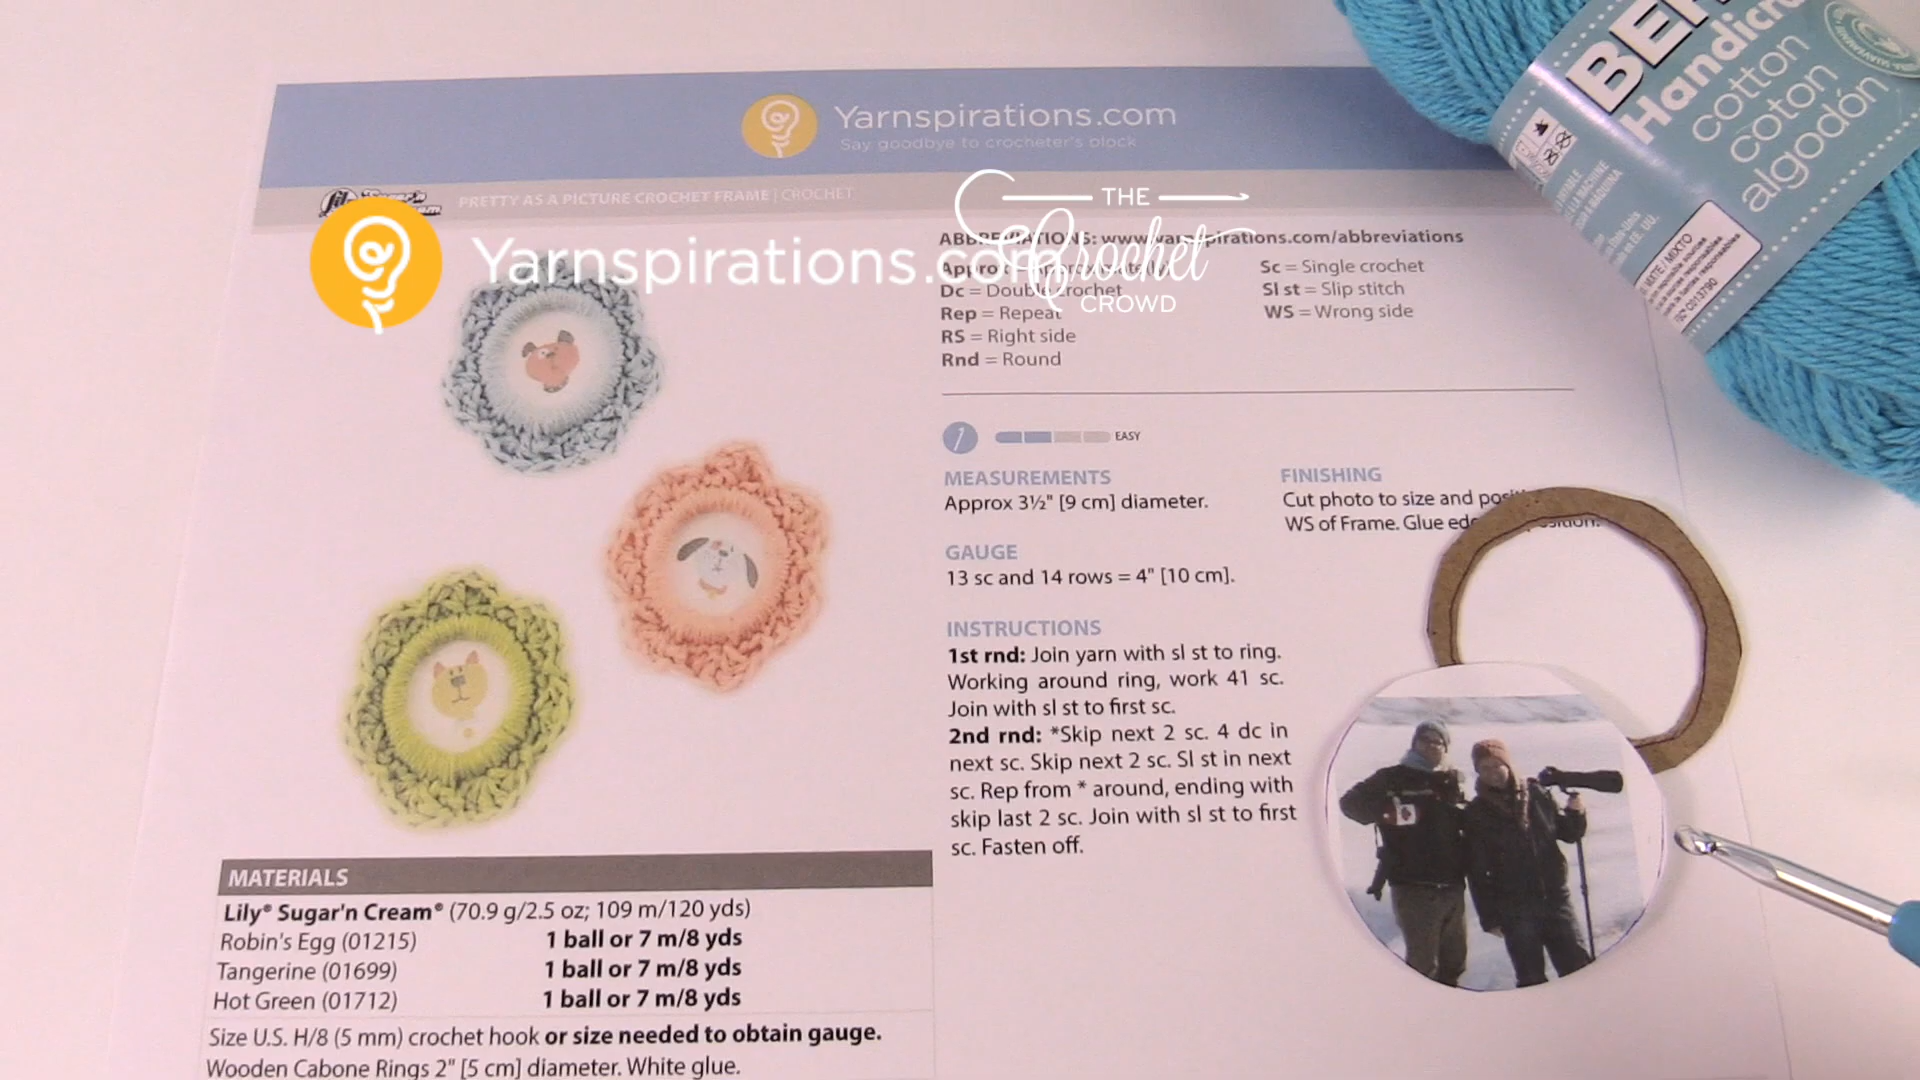 Yarnspirations.com
Say goodbye to crocheter's block
PRETTY AS A PICTURE CROCHET FRAME | CROCHET
Yarnspirations.com
THE
Crochet
CROWD
ABBREVIATIONS: www.yarnspirations.com/abbreviations
Approx = Approximately
Dc = Double crochet
Rep = Repeat
RS = Right side
Rnd = Round
Sc = Single crochet
Sl st = Slip stitch
WS = Wrong side
EASY
MEASUREMENTS
Approx 3½" [9 cm] diameter.
GAUGE
13 sc and 14 rows = 4" [10 cm].
INSTRUCTIONS
1st rnd: Join yarn with sl st to ring.
Working around ring, work 41 sc.
Join with sl st to first sc.
2nd rnd: *Skip next 2 sc. 4 dc in
next sc. Skip next 2 sc. Sl st in next
sc. Rep from * around, ending with
skip last 2 sc. Join with sl st to first
sc. Fasten off.
FINISHING
Cut photo to size and
WS of Frame. Glue
MATERIALS
Lily® Sugar'n Cream® (70.9 g/2.5 oz; 109 m/120 yds)
Robin's Egg (01215) 1 ball or 7 m/8 yds
Tangerine (01699) 1 ball or 7 m/8 yds
Hot Green (01712) 1 ball or 7 m/8 yds
Size U.S. H/8 (5 mm) crochet hook or size needed to obtain gauge.
Wooden Cabone Rings 2" [5 cm] diameter. White glue.
cotton
coton
algodón